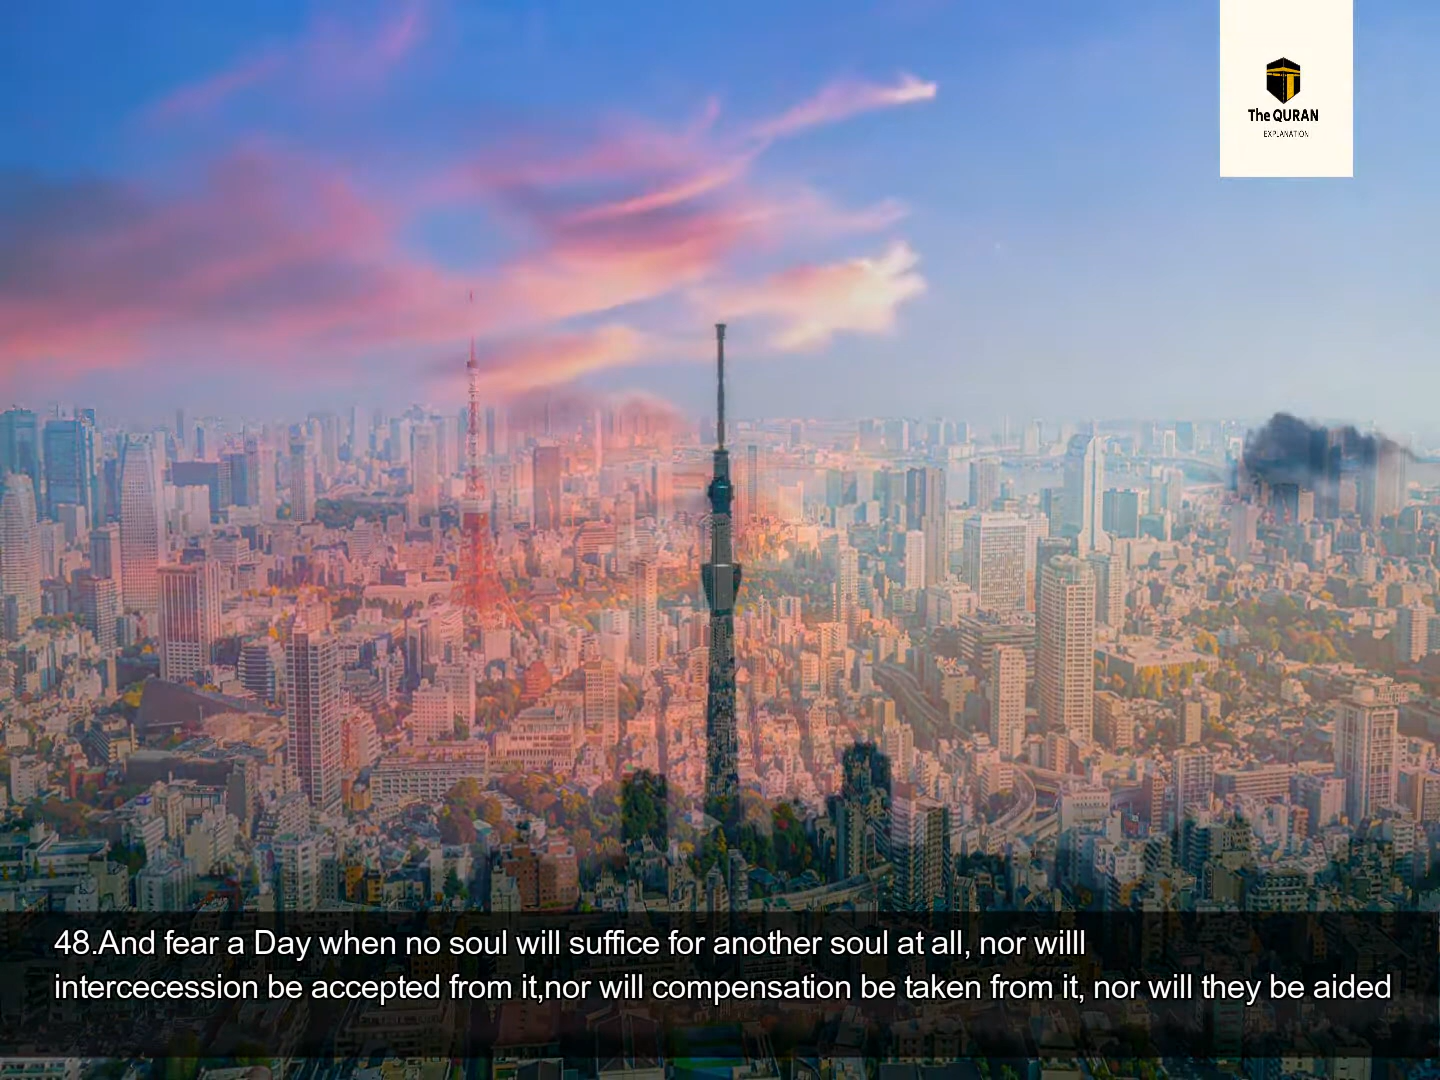 The QURAN
EXPLANATION
48.And fear a Day when no soul will suffice for another soul at all, nor willl
intercecession be accepted from it,nor will compensation be taken from it, nor will they be aided